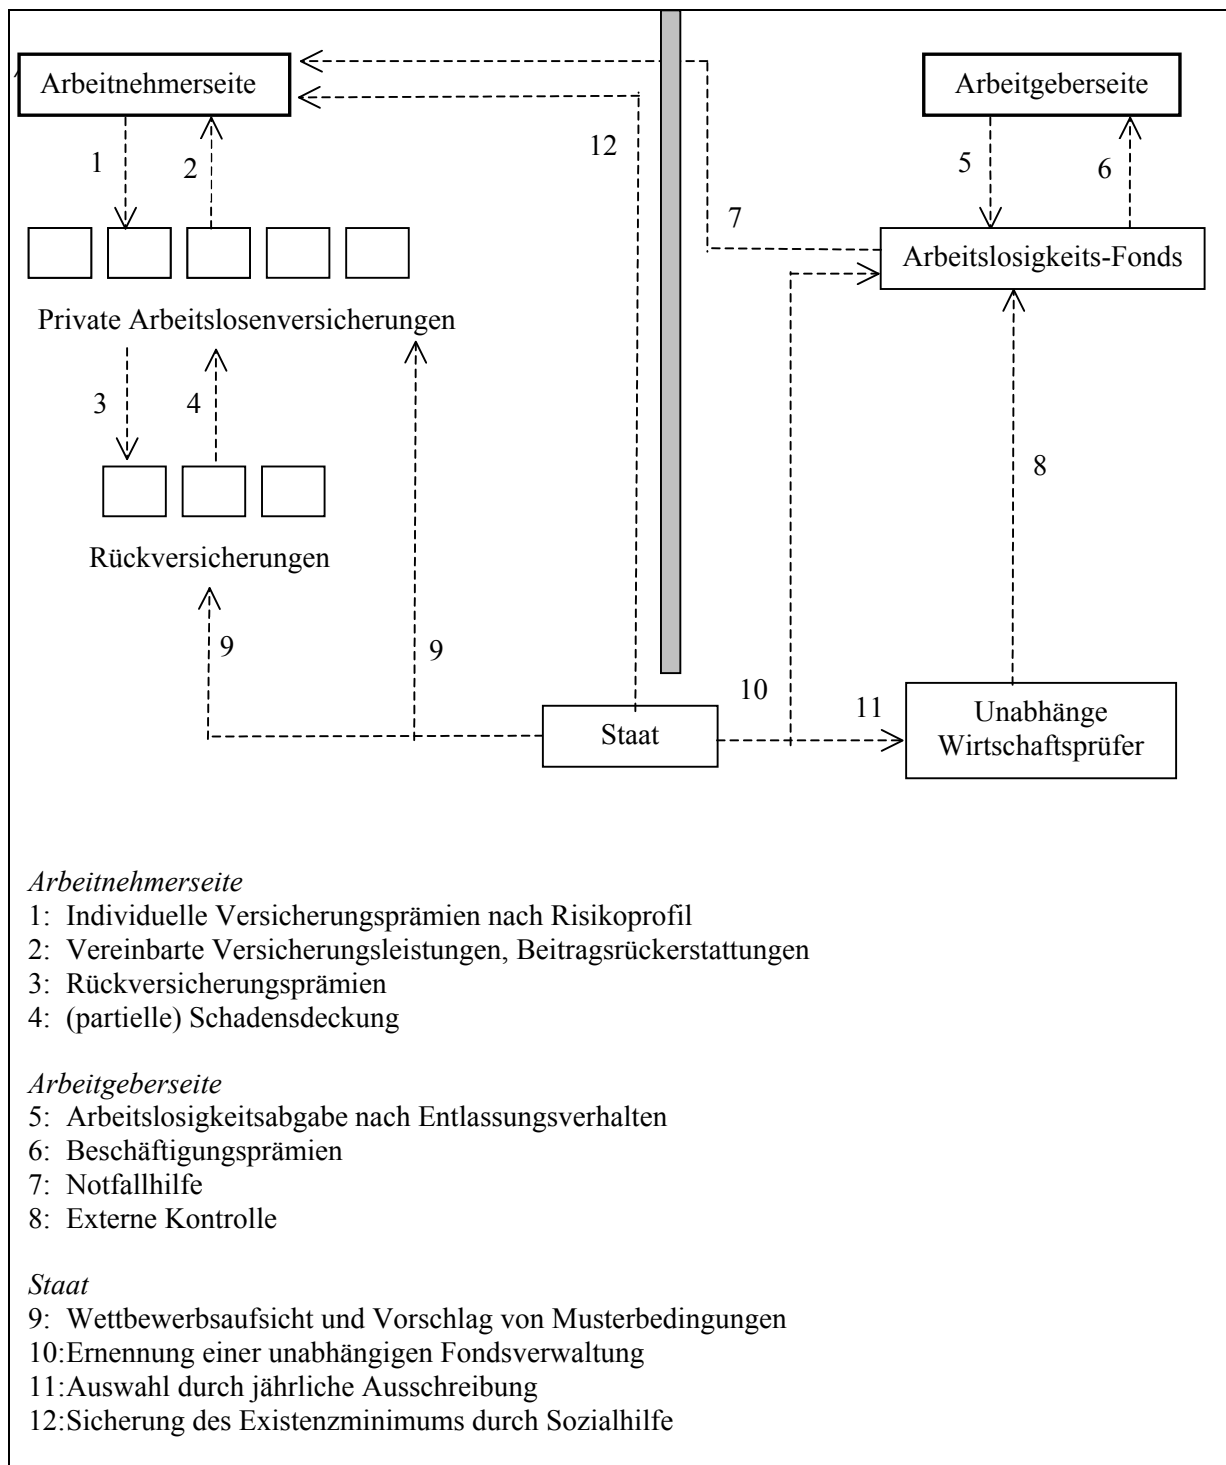 Arbeitnehmerseite
Arbeitgeberseite
1
2
12
5
6
7
Arbeitslosigkeits-Fonds
Private Arbeitslosenversicherungen
3
4
8
Rückversicherungen
9
9
10
11
Staat
Unabhänge
Wirtschaftsprüfer
Arbeitnehmerseite
1: Individuelle Versicherungsprämien nach Risikoprofil
2: Vereinbarte Versicherungsleistungen, Beitragsrückerstattungen
3: Rückversicherungsprämien
4: (partielle) Schadensdeckung
Arbeitgeberseite
5: Arbeitslosigkeitsabgabe nach Entlassungsverhalten
6: Beschäftigungsprämien
7: Notfallhilfe
8: Externe Kontrolle
Staat
9: Wettbewerbsaufsicht und Vorschlag von Musterbedingungen
10:Ernennung einer unabhängigen Fondsverwaltung
11:Auswahl durch jährliche Ausschreibung
12:Sicherung des Existenzminimums durch Sozialhilfe